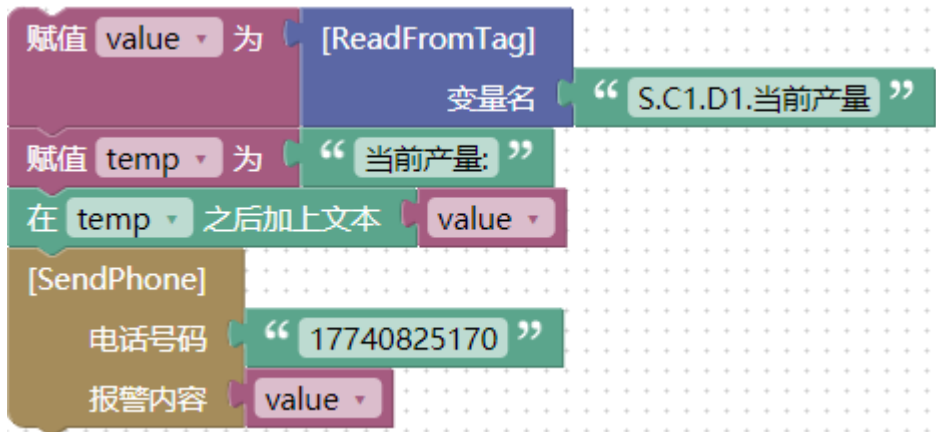 赋值 value 为 [ReadFromTag]
变量名 “ S.C1.D1.当前产量 ”
赋值 temp 为 “ 当前产量: ”
在 temp 之后加上文本 value
[SendPhone]
电话号码 “ 17740825170 ”
报警内容 value